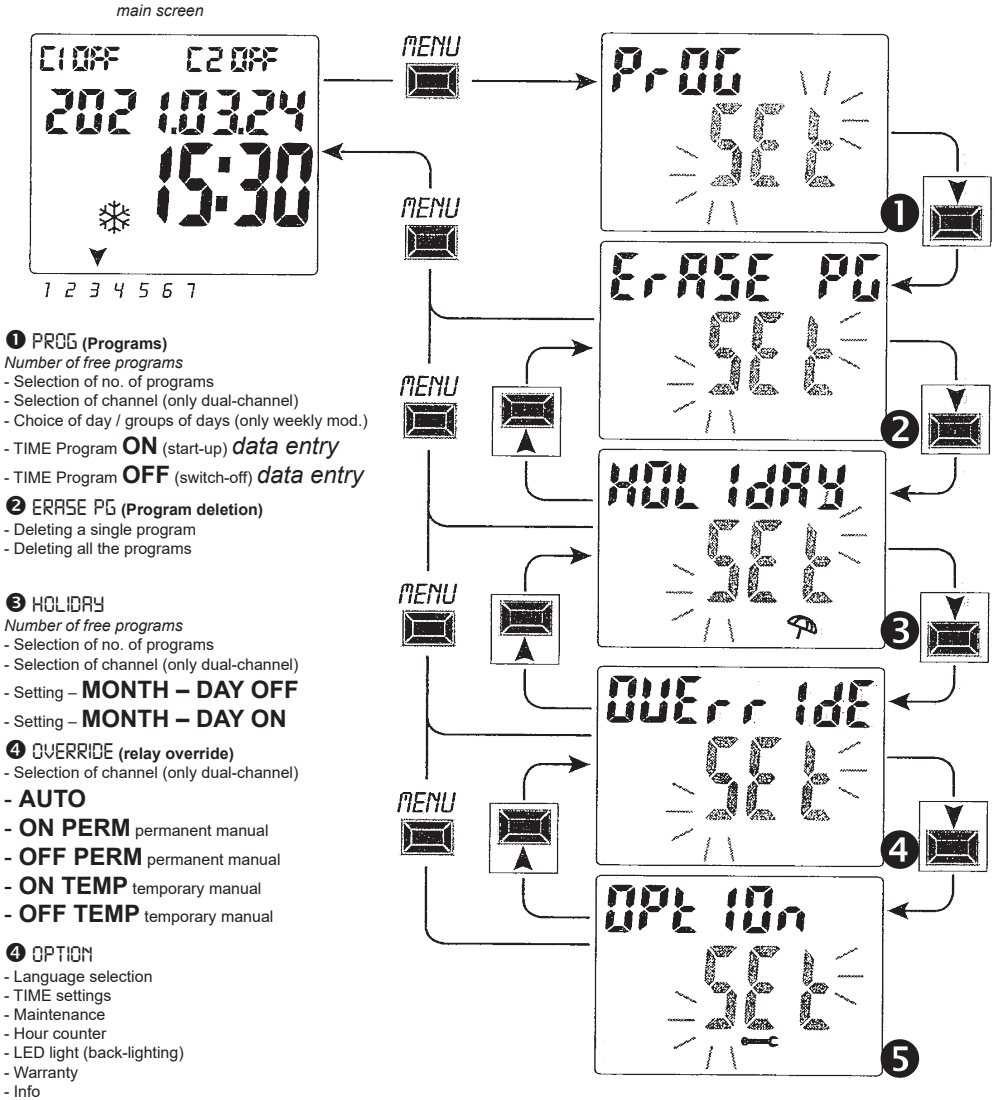 main screen
C1 OFF C2 OFF
2021.03.24
15:30
1 2 3 4 5 6 7
MENU
PrOG
SEt
❶
MENU
ErASE PG
SEt
❷
MENU
HOLIdAY
SEt
❸
MENU
OVErrIdE
SEt
❹
MENU
OPtIOn
SEt
❺
❶ PROG (Programs)
Number of free programs
- Selection of no. of programs
- Selection of channel (only dual-channel)
- Choice of day / groups of days (only weekly mod.)
- TIME Program ON (start-up) data entry
- TIME Program OFF (switch-off) data entry
❷ ERASE PG (Program deletion)
- Deleting a single program
- Deleting all the programs
❸ HOLIDAY
Number of free programs
- Selection of no. of programs
- Selection of channel (only dual-channel)
- Setting – MONTH – DAY OFF
- Setting – MONTH – DAY ON
❹ OVERRIDE (relay override)
- Selection of channel (only dual-channel)
- AUTO
- ON PERM permanent manual
- OFF PERM permanent manual
- ON TEMP temporary manual
- OFF TEMP temporary manual
❹ OPTION
- Language selection
- TIME settings
- Maintenance
- Hour counter
- LED light (back-lighting)
- Warranty
- Info